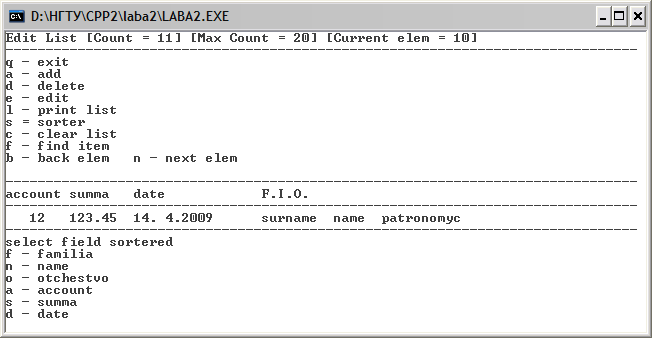 D:\НГТУ\CPP2\laba2\LABA2.EXE
Edit List [Count = 11] [Max Count = 20] [Current elem = 10]
q - exit
a - add
d - delete
e - edit
l - print list
s = sorter
c - clear list
f - find item
b - back elem n - next elem
account summa date F.I.O.
12 123.45 14. 4.2009 surname name patronomyc
select field sortered
f - familia
n - name
o - otchestvo
a - account
s - summa
d - date